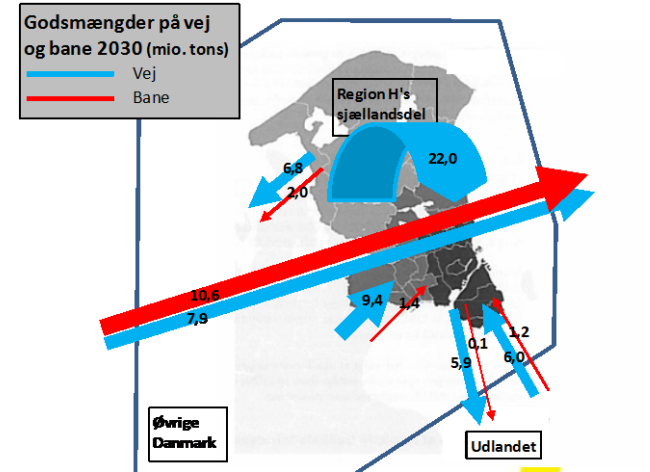 Godsmængder på vej
og bane 2030 (mio. tons)
Vej
Bane
Region H's
sjællandsdel
22,0
6,8
2,0
10,6
7,9
9,4
1,4
0,1
1,2
5,9
6,0
Øvrige
Danmark
Udlandet